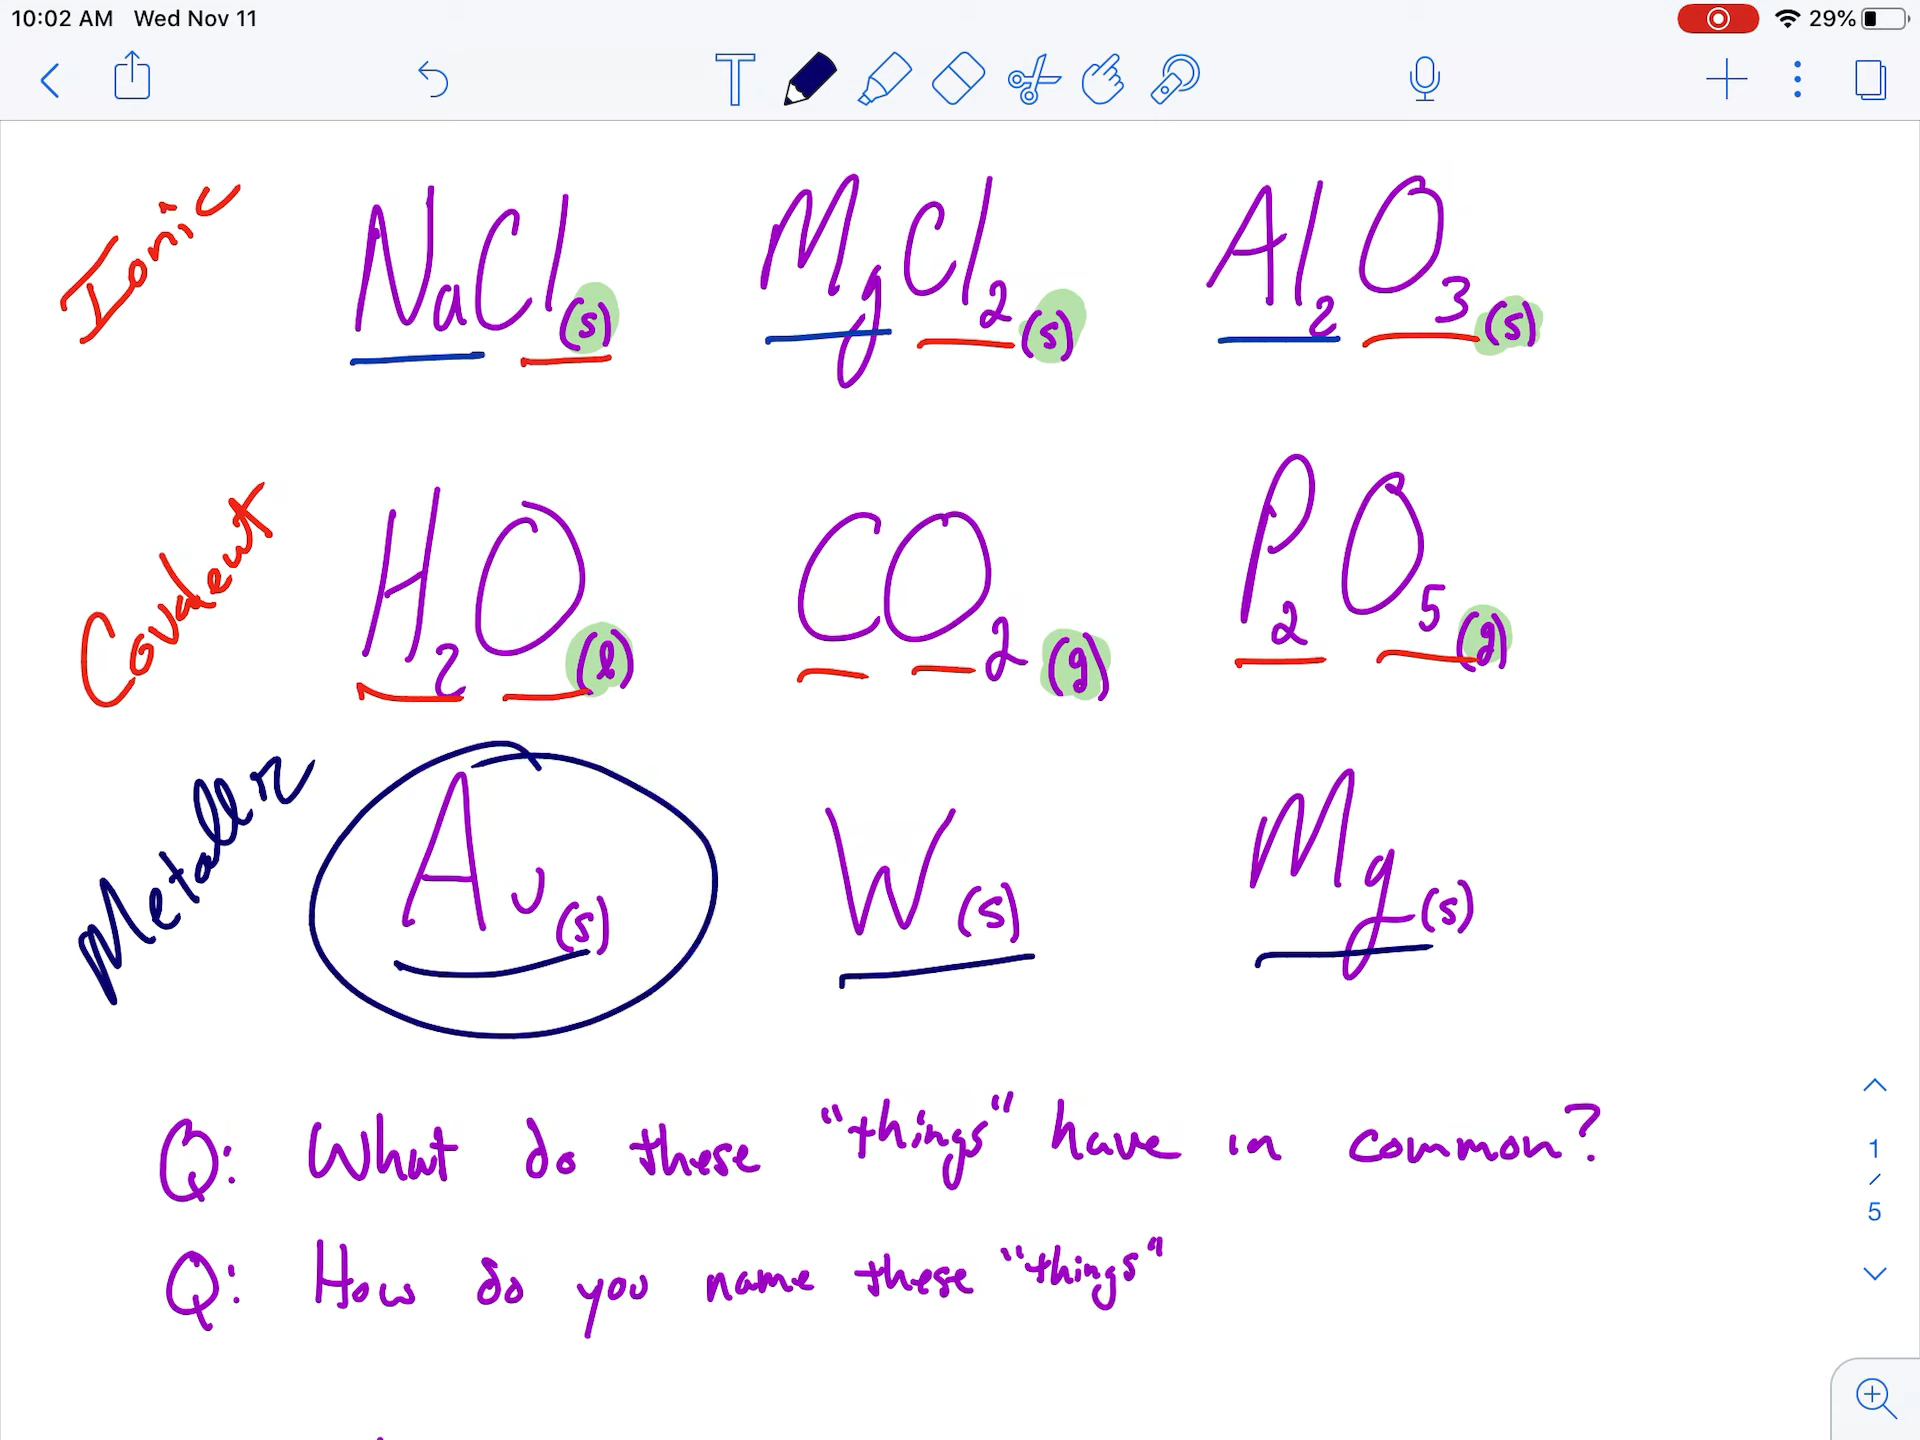 10:02 AM Wed Nov 11 29%
T
Ionic NaCl(s) MgCl₂(s) Al₂O₃(s)
Covalent H₂O(l) CO₂(g) P₂O₅(g)
Metallic Au(s) W(s) Mg(s)
Q: What do these "things" have in common?
Q: How do you name these "things"
1
/
5